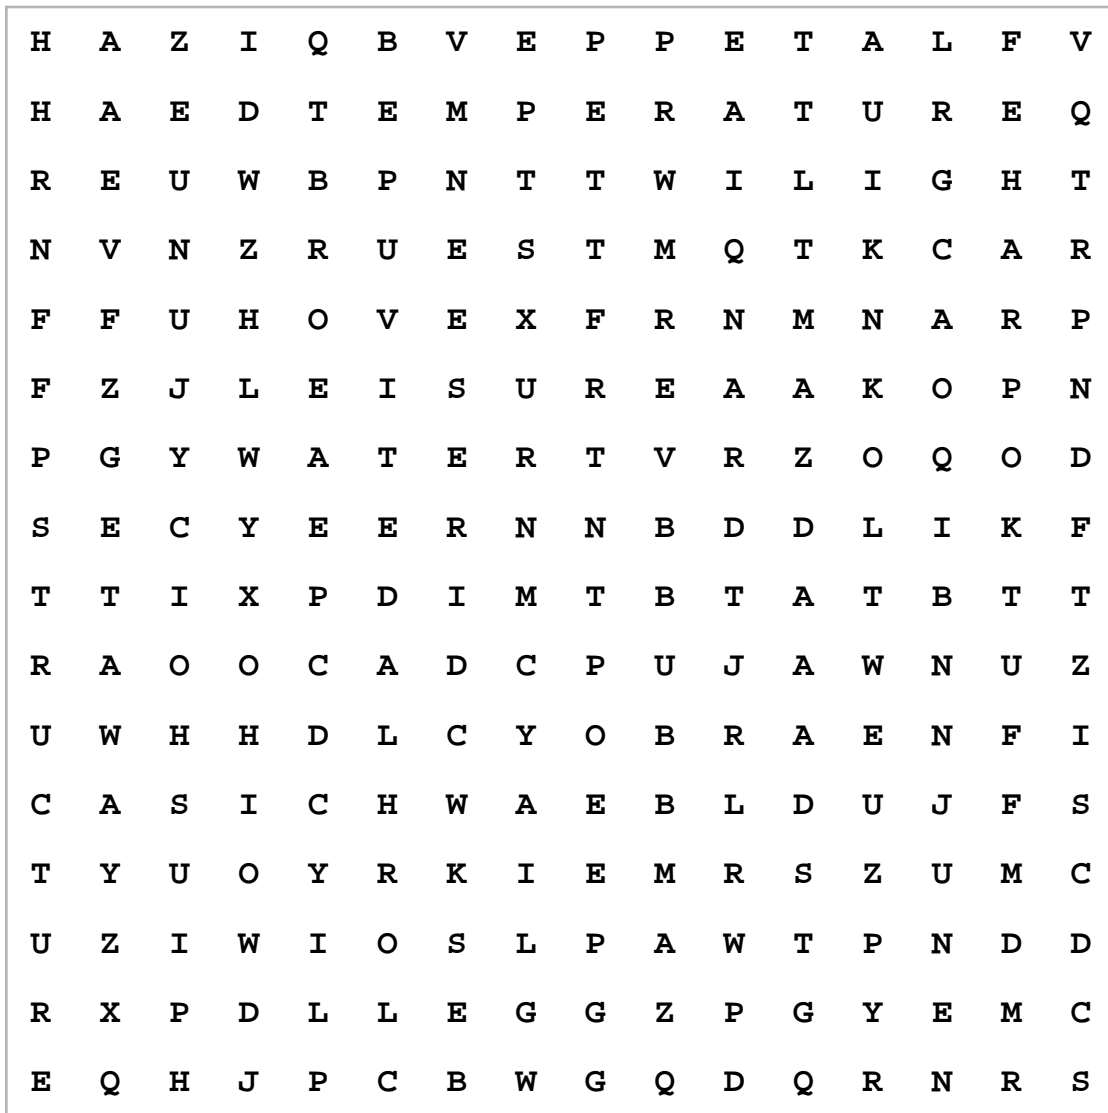 H A Z I Q B V E P P E T A L F V
H A E D T E M P E R A T U R E Q
R E U W B P N T T W I L I G H T
N V N Z R U E S T M Q T K C A R
F F U H O V E X F R N M N A R P
F Z J L E I S U R E A A K O P N
P G Y W A T E R T V R Z O Q O D
S E C Y E E R N N B D D L I K F
T T I X P D I M T B T A T B T T
R A O O C A D C P U J A W N U Z
U W H H D L C Y O B R A E N F I
C A S I C H W A E B L D U J F S
T Y U O Y R K I E M R S Z U M C
U Z I W I O S L P A W T P N D D
R X P D L L E G G Z P G Y E M C
E Q H J P C B W G Q D Q R N R S